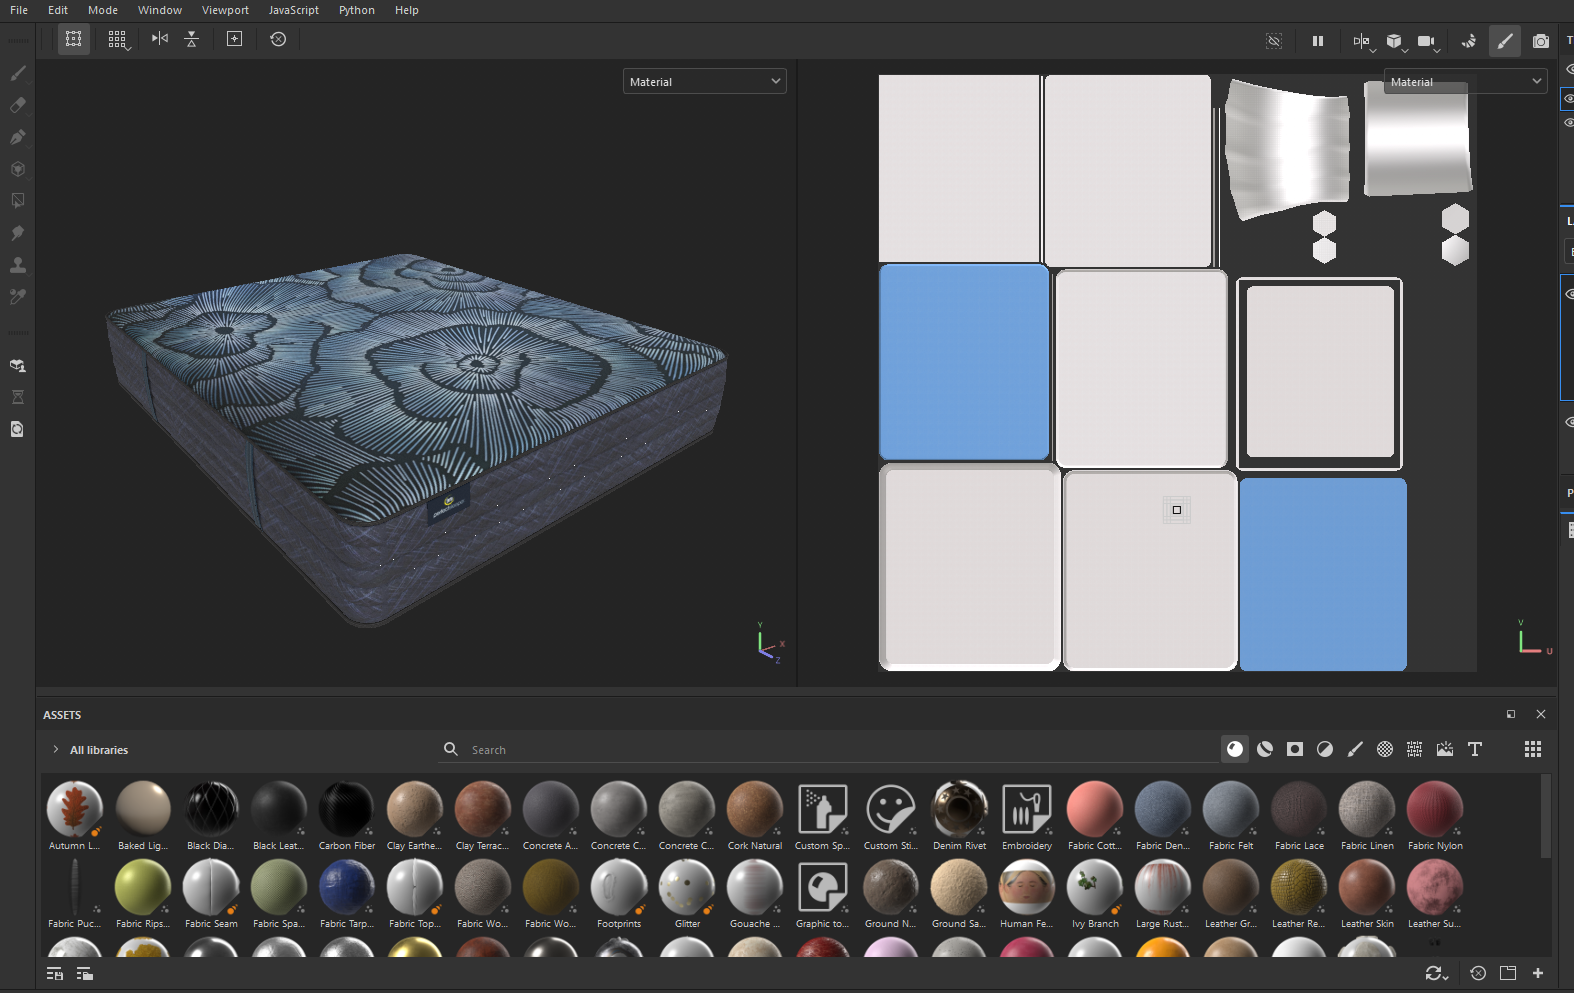 File Edit Mode Window Viewport JavaScript Python Help
Material
Material
Y
X
Z
V
U
ASSETS
All libraries
Search
Autumn L... Baked Lig... Black Dia... Black Leat... Carbon Fiber Clay Earthe... Clay Terrac... Concrete A... Concrete C... Concrete C... Cork Natural Custom Sp... Custom Sti... Denim Rivet Embroidery Fabric Cott... Fabric Den... Fabric Felt Fabric Lace Fabric Linen Fabric Nylon
Fabric Puc... Fabric Rips... Fabric Seam Fabric Spa... Fabric Tarp... Fabric Top... Fabric Wo... Fabric Wo... Footprints Glitter Gouache ... Graphic to... Ground N... Ground Sa... Human Fe... Ivy Branch Large Rust... Leather Gr... Leather Re... Leather Skin Leather Su...